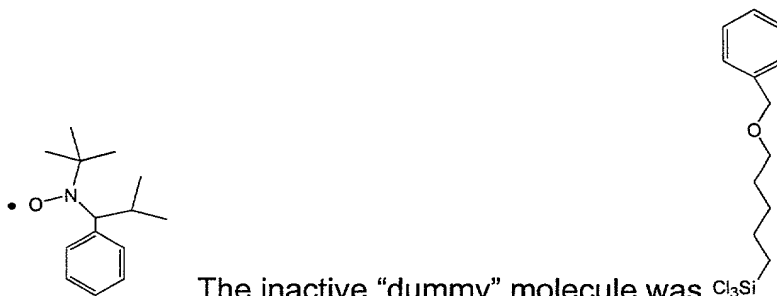 O
N
• O
The inactive “dummy” molecule was Cl3Si